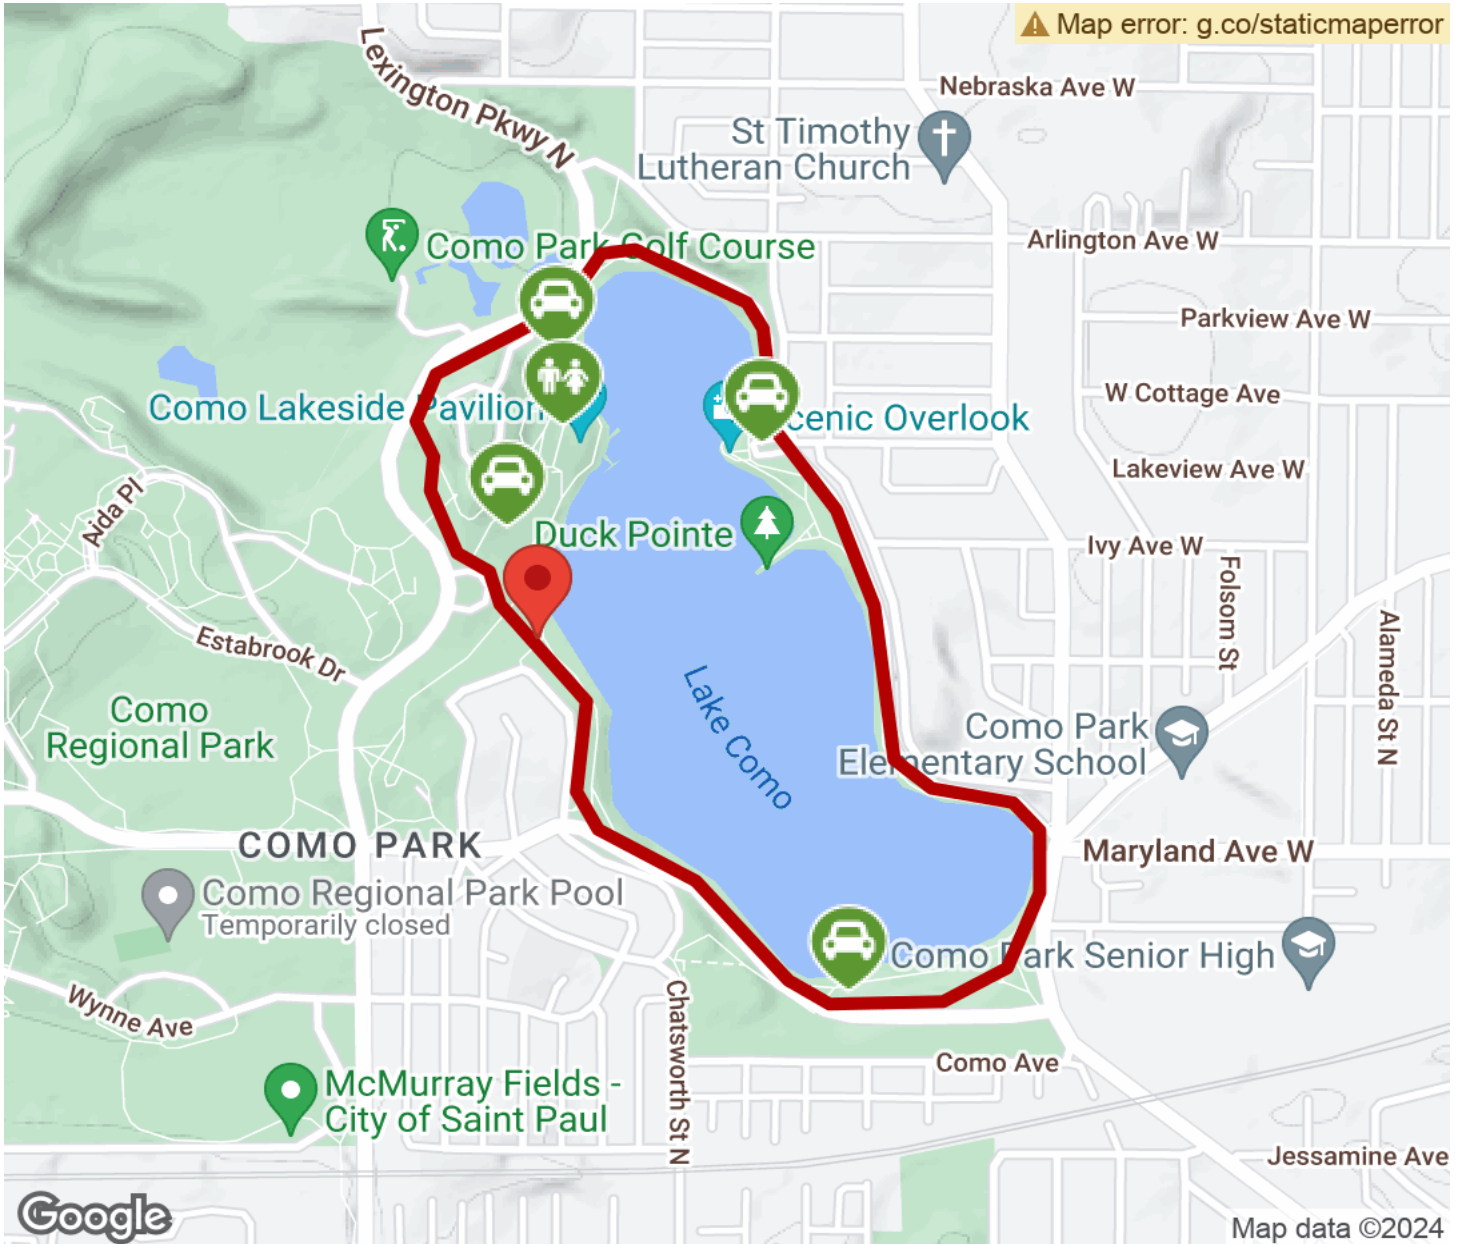 Map error: g.co/staticmaperror
Lexington Pkwy N
Nebraska Ave W
St Timothy
Lutheran Church
Como Park Golf Course
Arlington Ave W
Parkview Ave W
W Cottage Ave
Como Lakeside Pavilion
cenic Overlook
Lakeview Ave W
Aida Pl
Duck Pointe
Ivy Ave W
Folsom St
Alameda St N
Estabrook Dr
Como
Regional Park
Lake Como
Como Park
Elementary School
COMO PARK
Maryland Ave W
Como Regional Park Pool
Temporarily closed
Como Park Senior High
Wynne Ave
Chatsworth St N
Como Ave
McMurray Fields -
City of Saint Paul
Jessamine Ave
Google
Map data ©2024